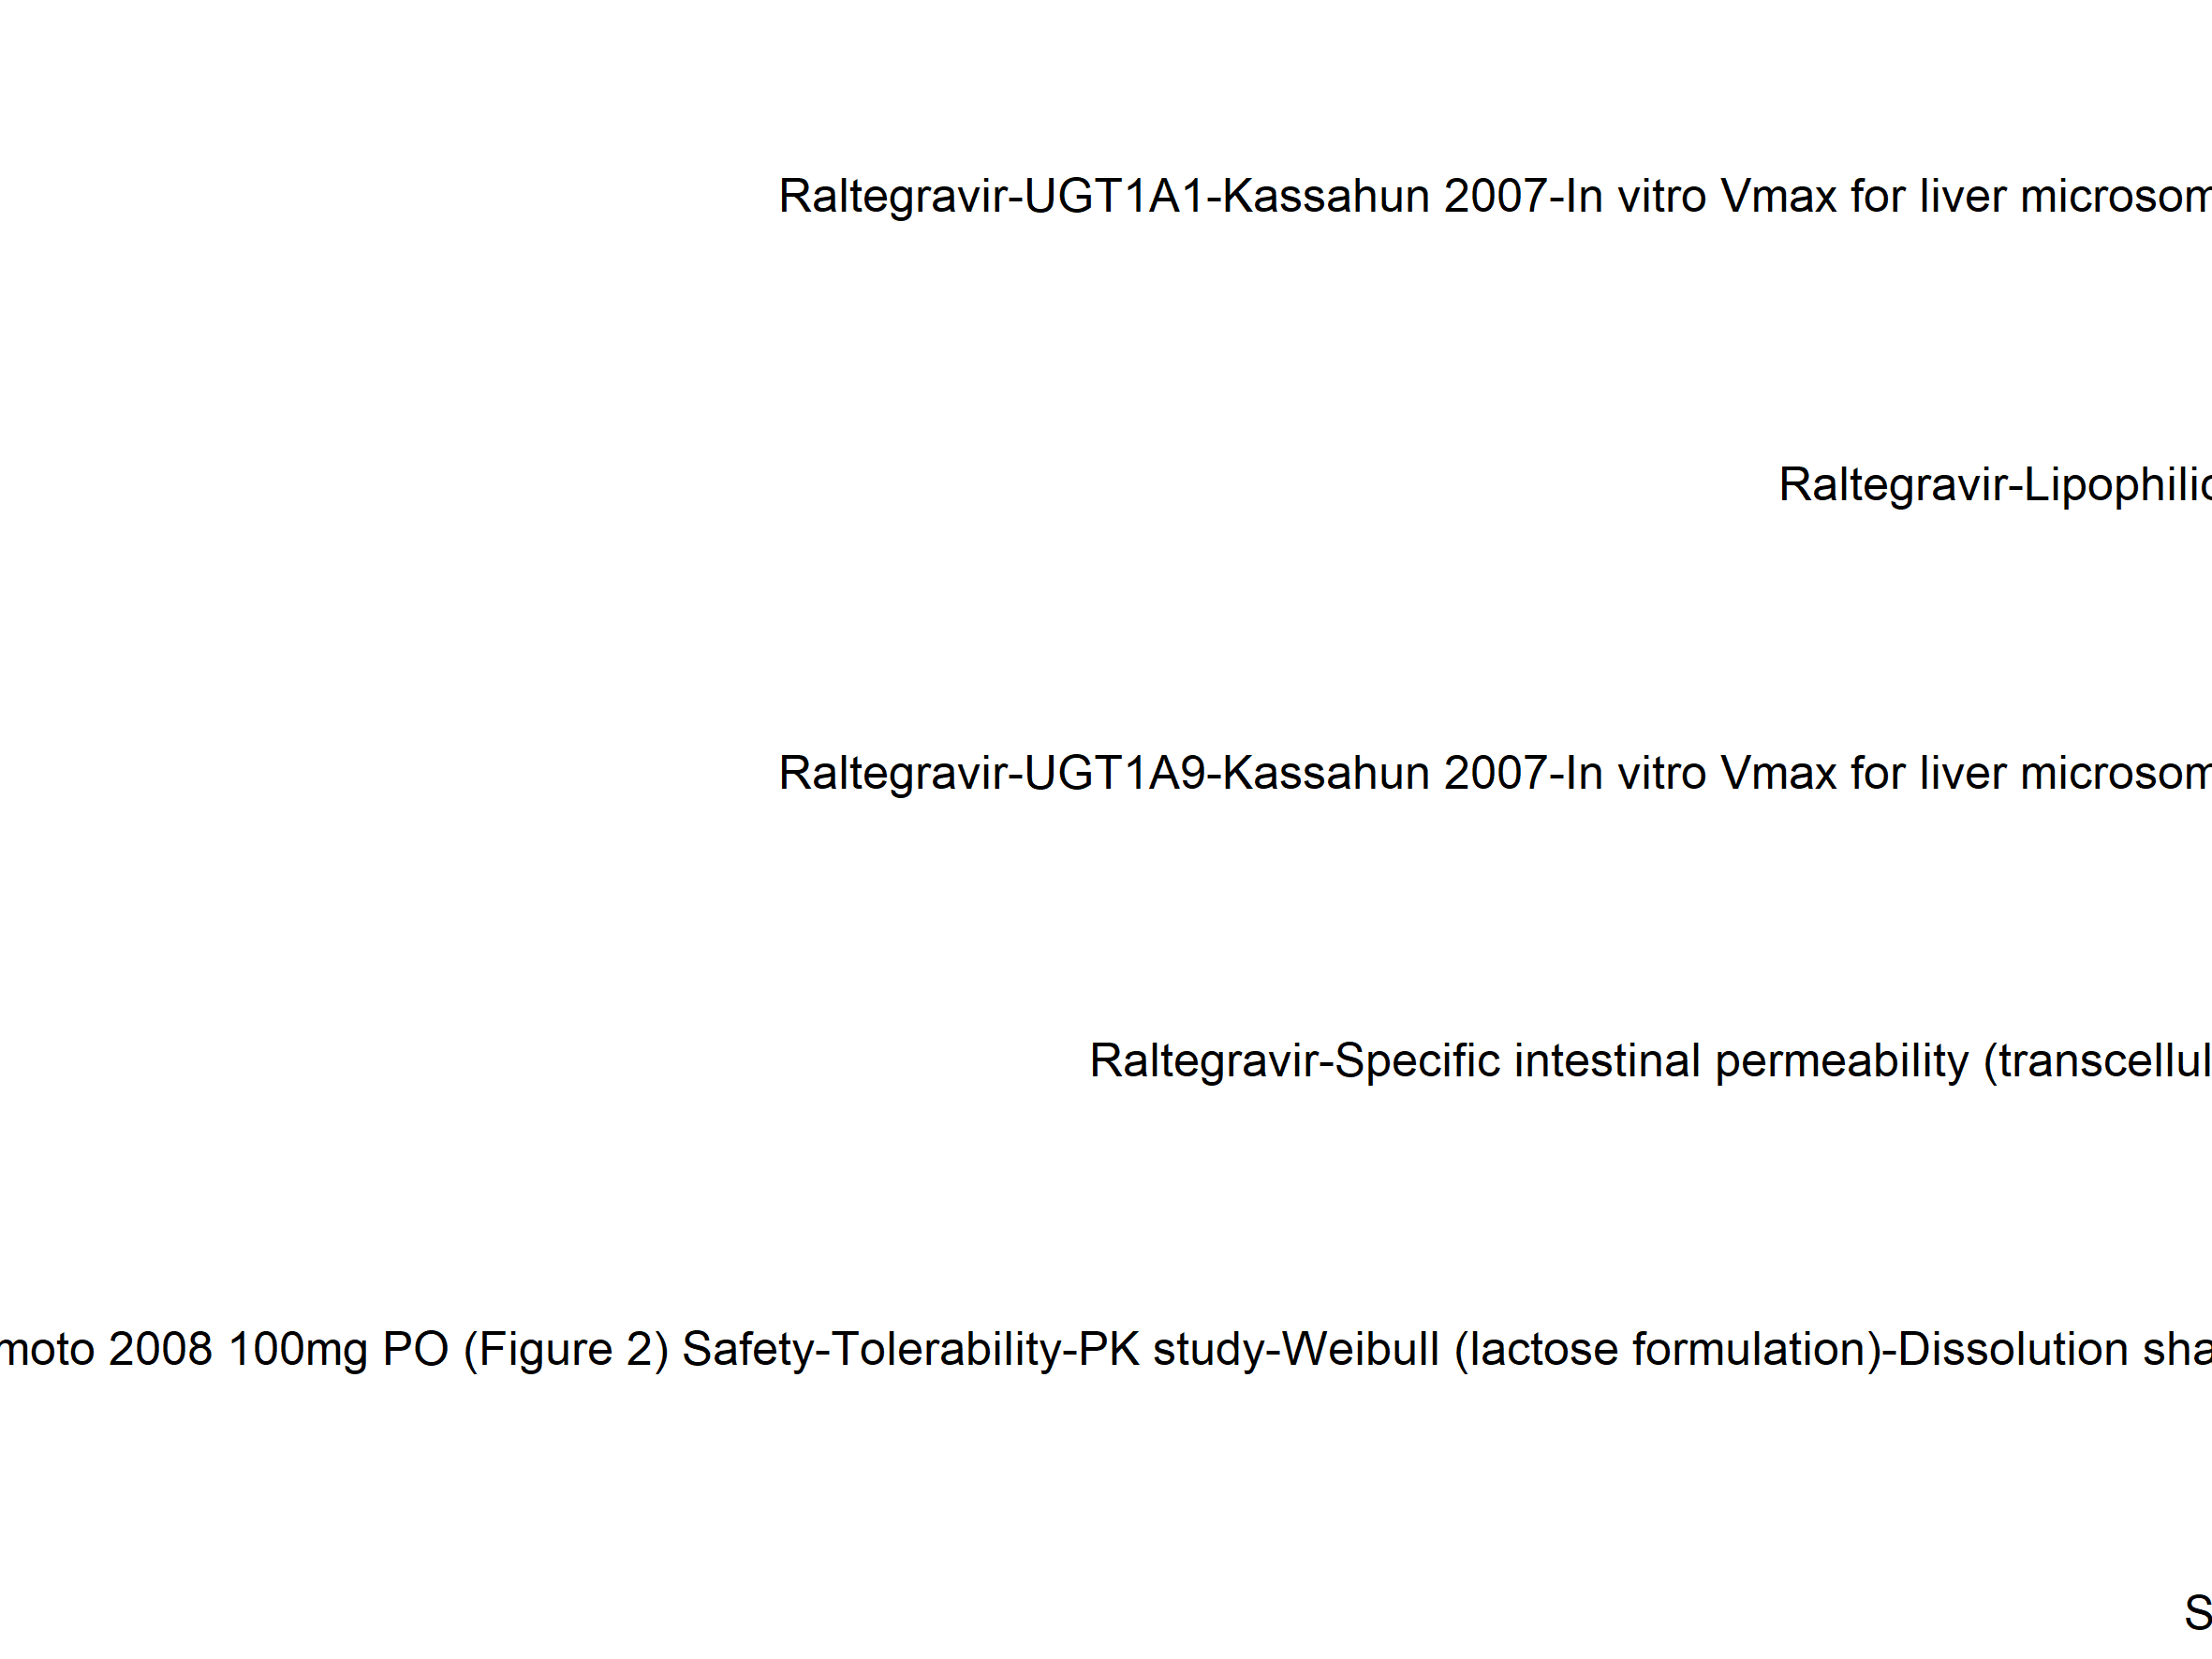 Raltegravir-UGT1A1-Kassahun 2007-In vitro Vmax for liver microsom
Raltegravir-Lipophilic
Raltegravir-UGT1A9-Kassahun 2007-In vitro Vmax for liver microsom
Raltegravir-Specific intestinal permeability (transcellul
moto 2008 100mg PO (Figure 2) Safety-Tolerability-PK study-Weibull (lactose formulation)-Dissolution sha
S